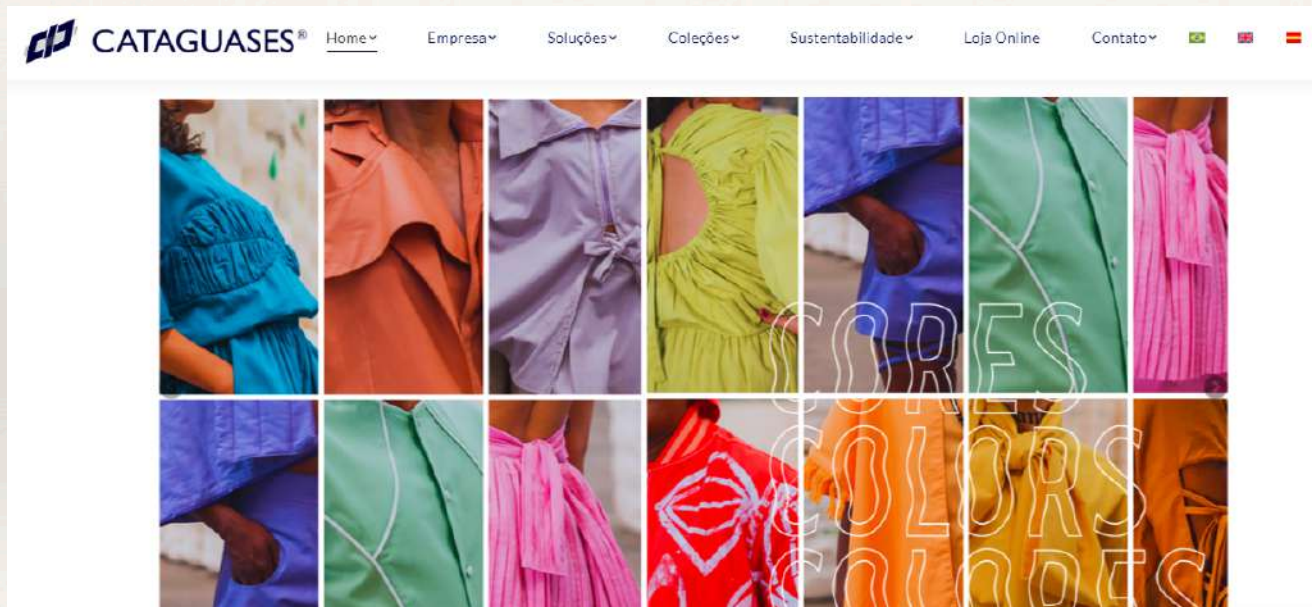 CATAGUASES® Home Empresa Soluções Coleções Sustentabilidade Loja Online Contato
CORES
COLORS
COLORES